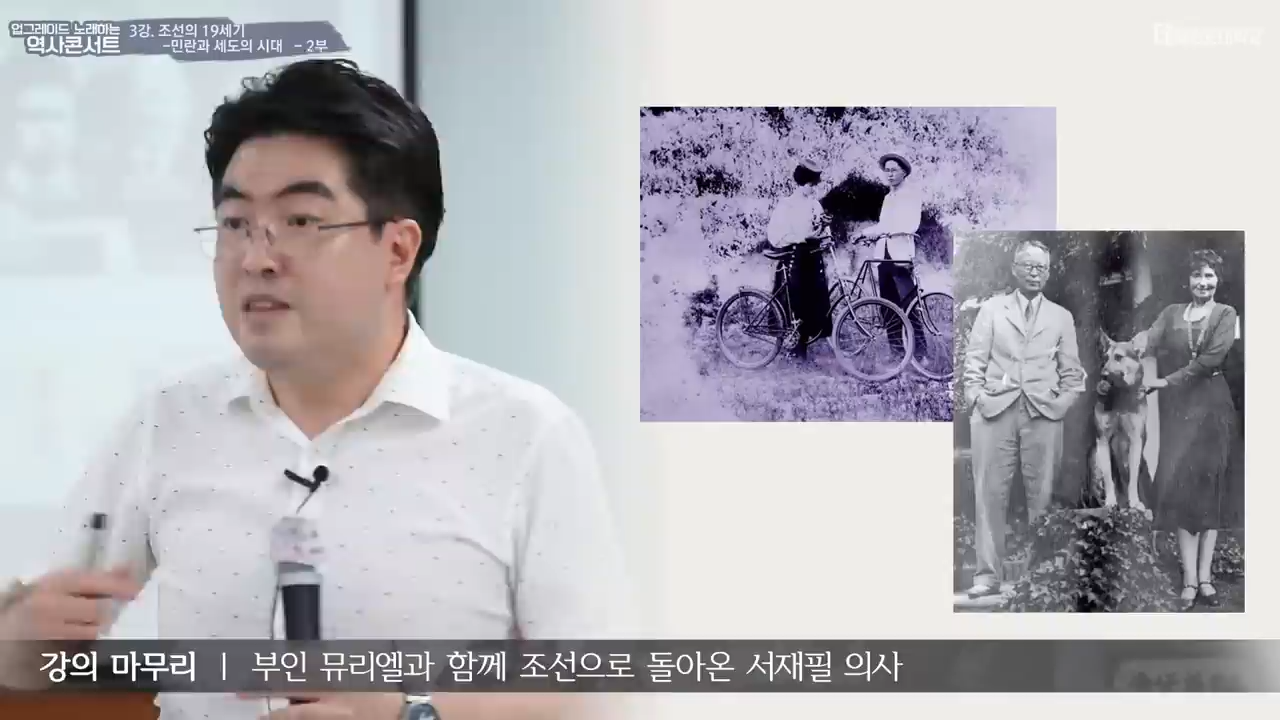 업그레이드 노래하는
역사콘서트
3강. 조선의 19세기
-민란과 세도의 시대 - 2부
강의 마무리 | 부인 뮤리엘과 함께 조선으로 돌아온 서재필 의사